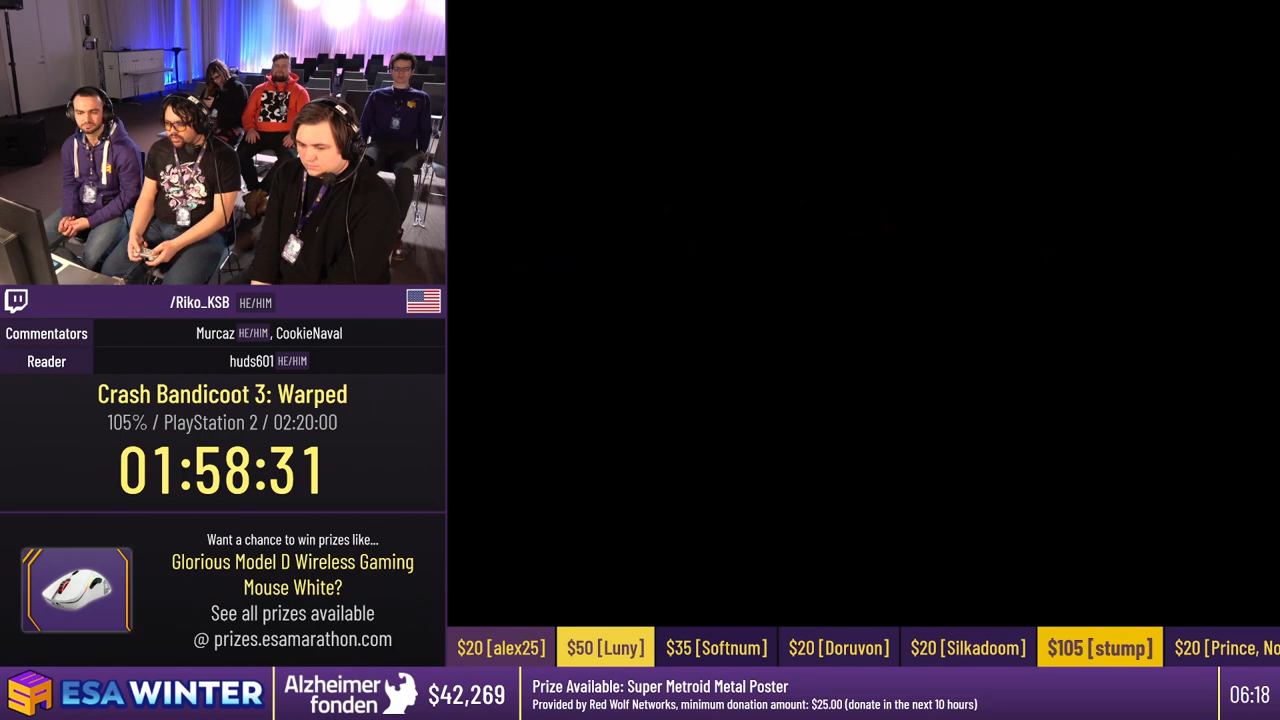 /Riko_KSB HE/HIM
Commentators Murcaz HE/HIM , CookieNaval
Reader huds601 HE/HIM
Crash Bandicoot 3: Warped
105% / PlayStation 2 / 02:20:00
01:58:31
Want a chance to win prizes like...
Glorious Model D Wireless Gaming
Mouse White?
See all prizes available
@ prizes.esamarathon.com
$20 [alex25] $50 [Luny] $35 [Softnum] $20 [Doruvon] $20 [Silkadoom] $105 [stump] $20 [Prince, No
ESA WINTER
Alzheimer
fonden
$42,269
Prize Available: Super Metroid Metal Poster
Provided by Red Wolf Networks, minimum donation amount: $25.00 (donate in the next 10 hours)
06:18